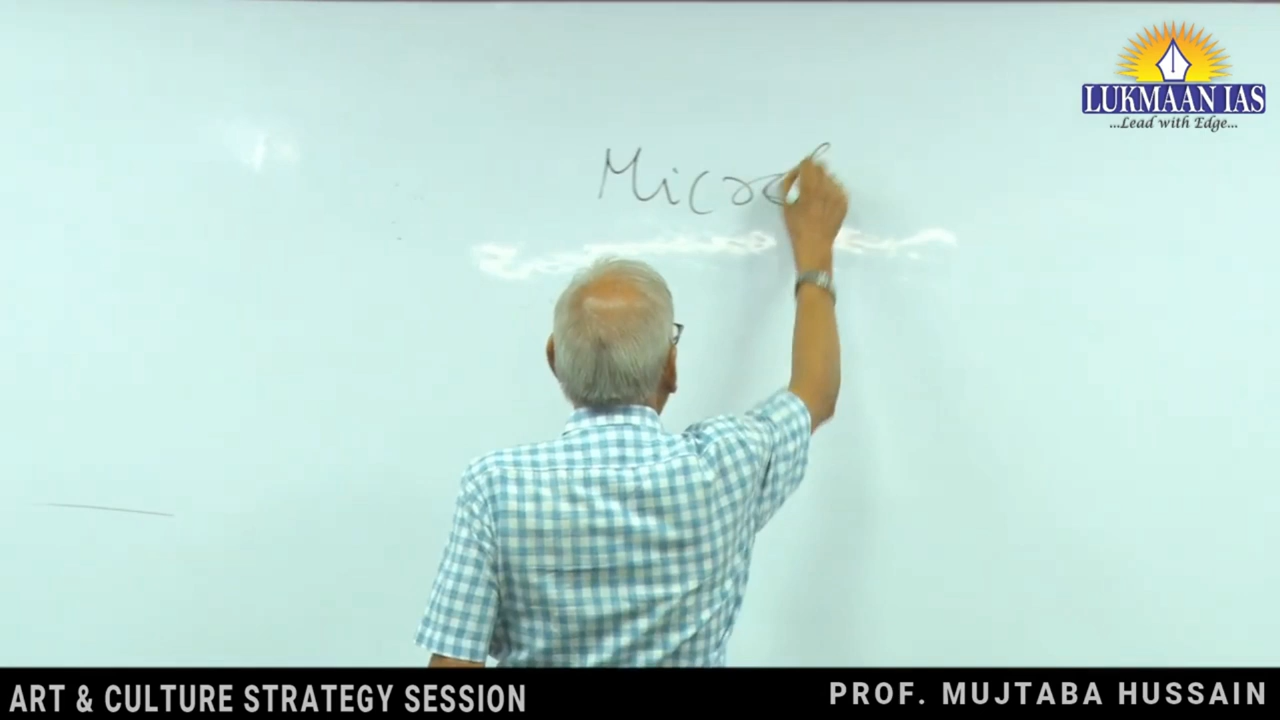 LUKMAAN IAS
...Lead with Edge...
Micro
ART & CULTURE STRATEGY SESSION
PROF. MUJTABA HUSSAIN